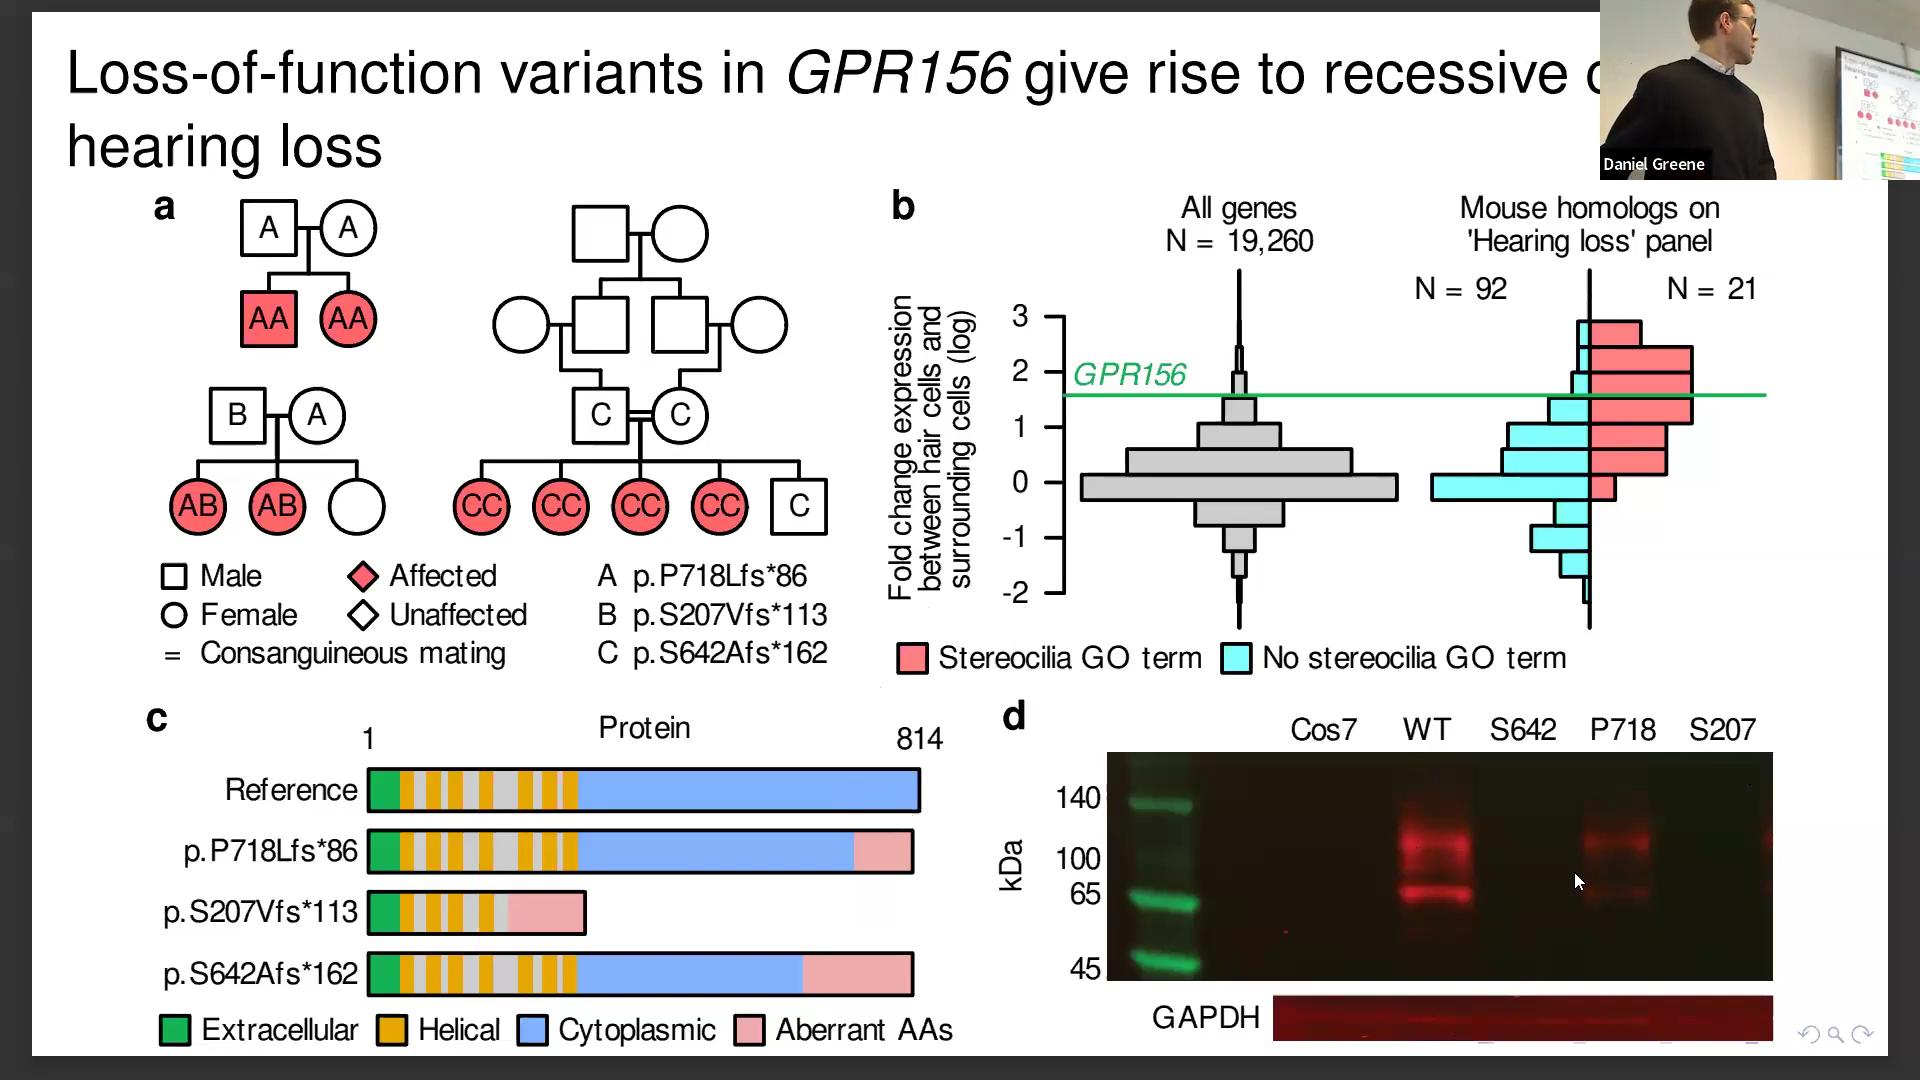 Loss-of-function variants in GPR156 give rise to recessive
hearing loss
Daniel Greene
a
A A
AA AA
B A
AB AB
C C
CC CC CC CC C
Male Affected A p.P718Lfs*86
Female Unaffected B p.S207Vfs*113
= Consanguineous mating C p.S642Afs*162
b
All genes
N = 19,260
Mouse homologs on
'Hearing loss' panel
N = 92 N = 21
Fold change expression
between hair cells and
surrounding cells (log)
3
2
1
0
-1
-2
GPR156
Stereocilia GO term No stereocilia GO term
c
Protein
1 814
Reference
p.P718Lfs*86
p.S207Vfs*113
p.S642Afs*162
Extracellular Helical Cytoplasmic Aberrant AAs
d
Cos7 WT S642 P718 S207
kDa
140
100
65
45
GAPDH